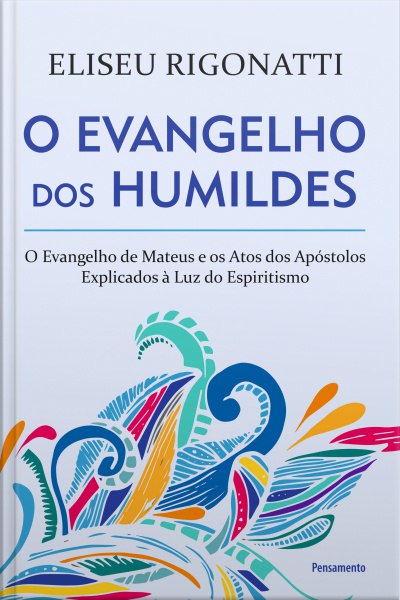 ELISEU RIGONATTI
O EVANGELHO
DOS HUMILDES
O Evangelho de Mateus e os Atos dos Apóstolos
Explicados à Luz do Espiritismo
Pensamento